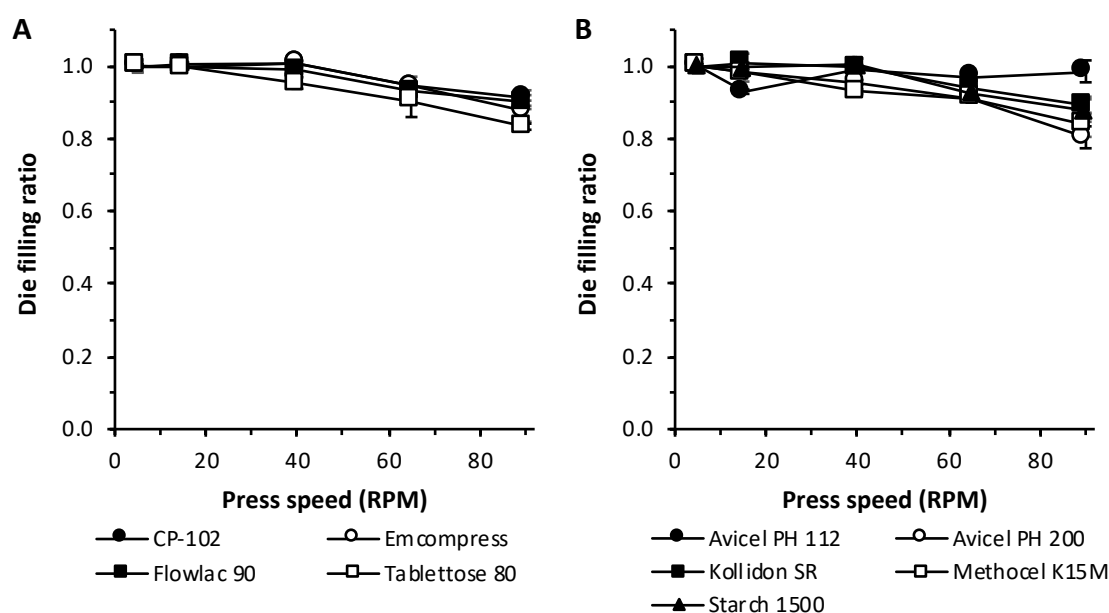 A
Die filling ratio
1.0
0.8
0.6
0.4
0.2
0.0
0 20 40 60 80
Press speed (RPM)
CP-102 Emcompress
Flowlac 90 Tablettose 80
B
Die filling ratio
1.0
0.8
0.6
0.4
0.2
0.0
0 20 40 60 80
Press speed (RPM)
Avicel PH 112 Avicel PH 200
Kollidon SR Methocel K15M
Starch 1500